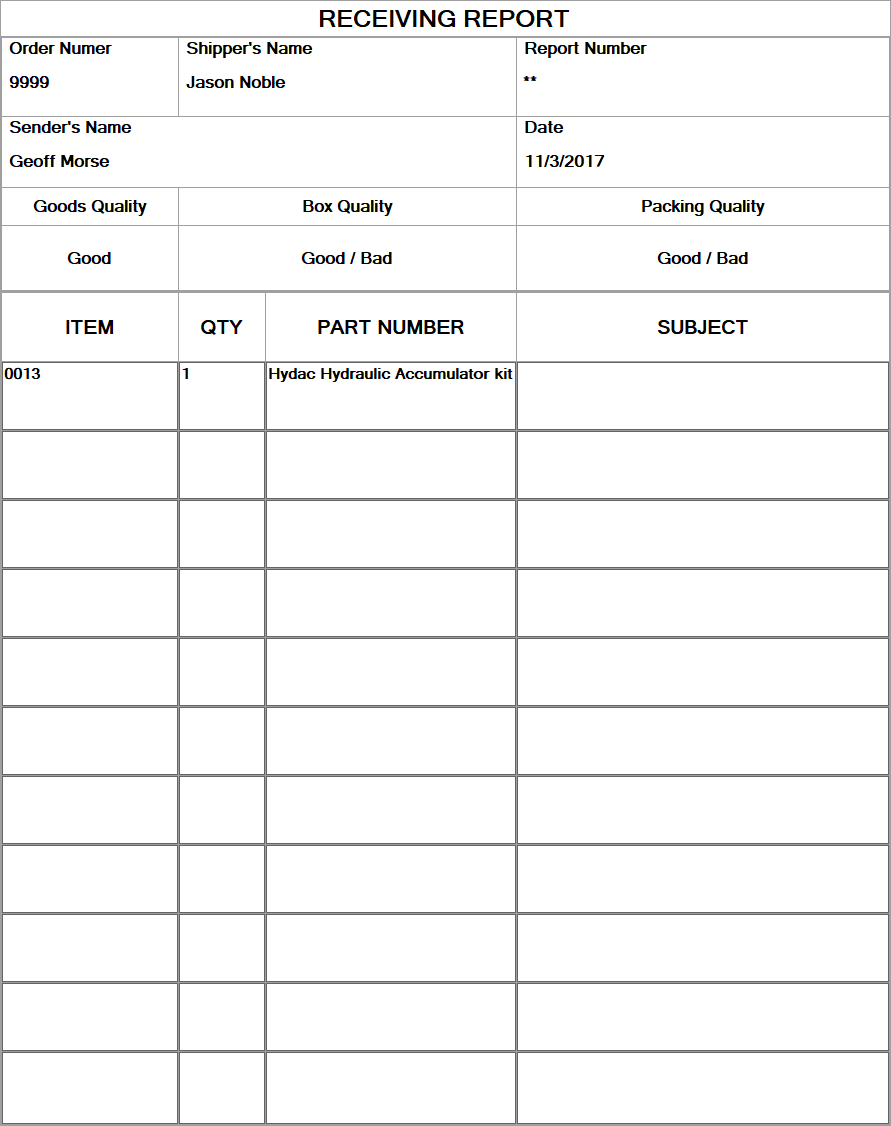 RECEIVING REPORT
Order Numer
Shipper's Name
Report Number
9999
Jason Noble
**
Sender's Name
Date
Geoff Morse
11/3/2017
Goods Quality
Box Quality
Packing Quality
Good
Good / Bad
Good / Bad
ITEM
QTY
PART NUMBER
SUBJECT
0013
1
Hydac Hydraulic Accumulator kit